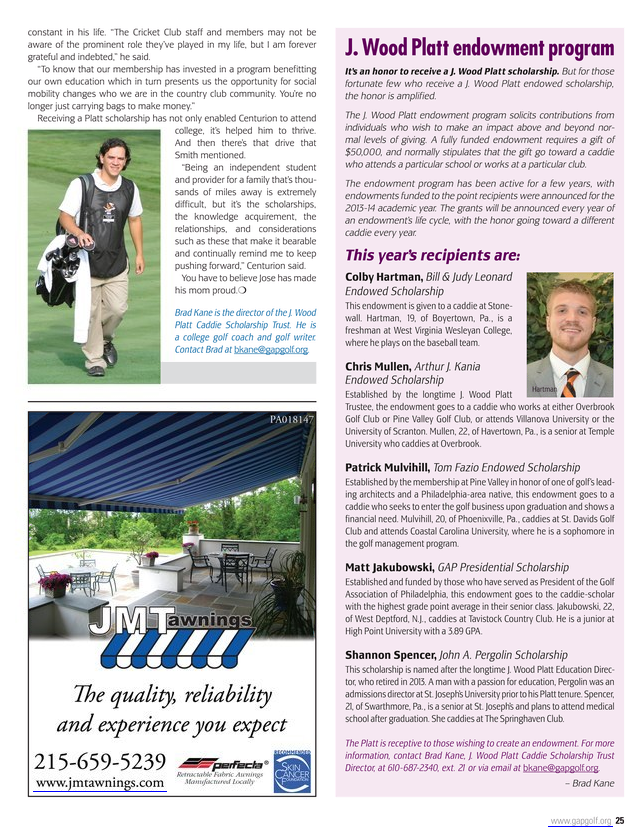 constant in his life. “The Cricket Club staff and members may not be
aware of the prominent role they’ve played in my life, but I am forever
grateful and indebted,” he said.
“To know that our membership has invested in a program benefitting
our own education which in turn presents us the opportunity for social
mobility changes who we are in the country club community. You’re no
longer just carrying bags to make money.”
Receiving a Platt scholarship has not only enabled Centurion to attend
college, it’s helped him to thrive.
And then there’s that drive that
Smith mentioned.
“Being an independent student
and provider for a family that’s thou-
sands of miles away is extremely
difficult, but it’s the scholarships,
the knowledge acquirement, the
relationships, and considerations
such as these that make it bearable
and continually remind me to keep
pushing forward,” Centurion said.
You have to believe Jose has made
his mom proud.❍
Brad Kane is the director of the J. Wood
Platt Caddie Scholarship Trust. He is
a college golf coach and golf writer.
Contact Brad at bkane@gapgolf.org.
PA018147
JMTawnings
The quality, reliability
and experience you expect
215-659-5239
www.jmtawnings.com
perfecta
Retractable Fabric Awnings
Manufactured Locally
RECOMMENDED
SKIN
CANCER
FOUNDATION
J. Wood Platt endowment program
It’s an honor to receive a J. Wood Platt scholarship. But for those
fortunate few who receive a J. Wood Platt endowed scholarship,
the honor is amplified.
The J. Wood Platt endowment program solicits contributions from
individuals who wish to make an impact above and beyond nor-
mal levels of giving. A fully funded endowment requires a gift of
$50,000, and normally stipulates that the gift go toward a caddie
who attends a particular school or works at a particular club.
The endowment program has been active for a few years, with
endowments funded to the point recipients were announced for the
2013-14 academic year. The grants will be announced every year of
an endowment’s life cycle, with the honor going toward a different
caddie every year.
This year’s recipients are:
Colby Hartman, Bill & Judy Leonard
Endowed Scholarship
This endowment is given to a caddie at Stone-
wall. Hartman, 19, of Boyertown, Pa., is a
freshman at West Virginia Wesleyan College,
where he plays on the baseball team.
Hartman
Chris Mullen, Arthur J. Kania
Endowed Scholarship
Established by the longtime J. Wood Platt
Trustee, the endowment goes to a caddie who works at either Overbrook
Golf Club or Pine Valley Golf Club, or attends Villanova University or the
University of Scranton. Mullen, 22, of Havertown, Pa., is a senior at Temple
University who caddies at Overbrook.
Patrick Mulvihill, Tom Fazio Endowed Scholarship
Established by the membership at Pine Valley in honor of one of golf’s lead-
ing architects and a Philadelphia-area native, this endowment goes to a
caddie who seeks to enter the golf business upon graduation and shows a
financial need. Mulvihill, 20, of Phoenixville, Pa., caddies at St. Davids Golf
Club and attends Coastal Carolina University, where he is a sophomore in
the golf management program.
Matt Jakubowski, GAP Presidential Scholarship
Established and funded by those who have served as President of the Golf
Association of Philadelphia, this endowment goes to the caddie-scholar
with the highest grade point average in their senior class. Jakubowski, 22,
of West Deptford, N.J., caddies at Tavistock Country Club. He is a junior at
High Point University with a 3.89 GPA.
Shannon Spencer, John A. Pergolin Scholarship
This scholarship is named after the longtime J. Wood Platt Education Direc-
tor, who retired in 2013. A man with a passion for education, Pergolin was an
admissions director at St. Joseph’s University prior to his Platt tenure. Spencer,
21, of Swarthmore, Pa., is a senior at St. Joseph’s and plans to attend medical
school after graduation. She caddies at The Springhaven Club.
The Platt is receptive to those wishing to create an endowment. For more
information, contact Brad Kane, J. Wood Platt Caddie Scholarship Trust
Director, at 610-687-2340, ext. 21 or via email at bkane@gapgolf.org.
– Brad Kane
www.gapgolf.org 25